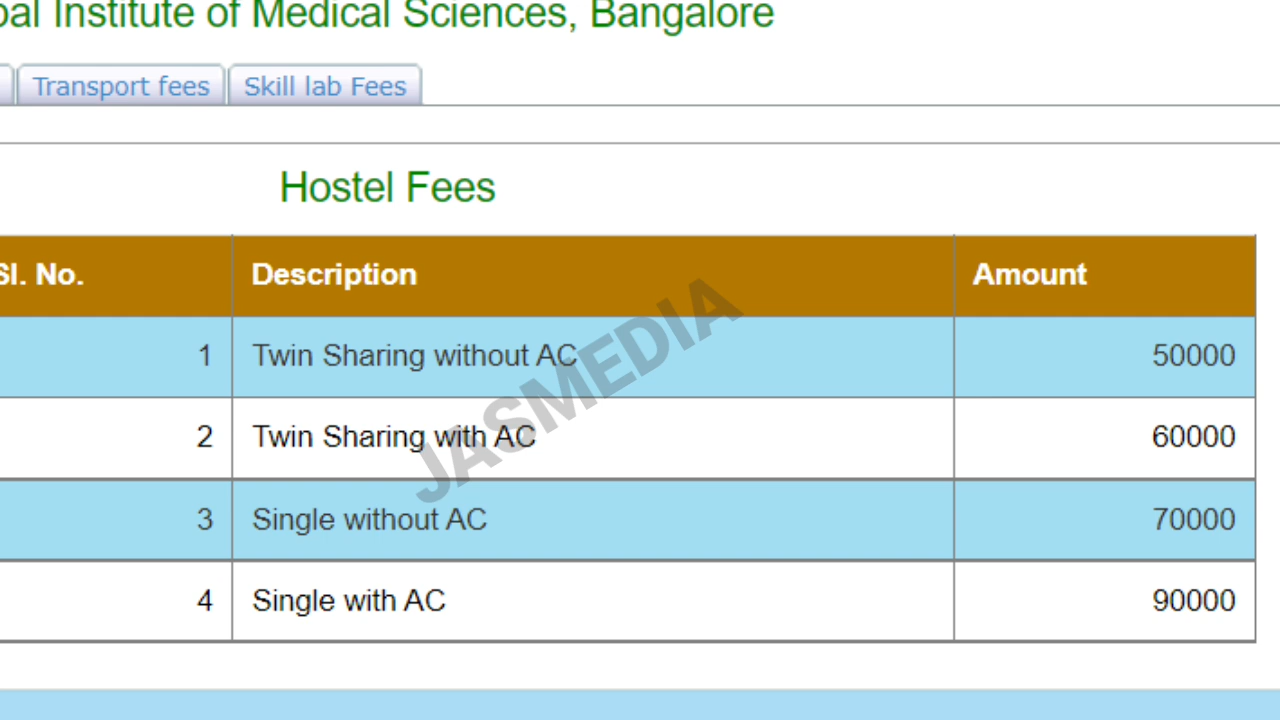 Institute of Medical Sciences, Bangalore
Transport fees Skill lab Fees
Hostel Fees
Sl. No. Description Amount
1 Twin Sharing without AC 50000
2 Twin Sharing with AC 60000
3 Single without AC 70000
4 Single with AC 90000
JASMEDIA